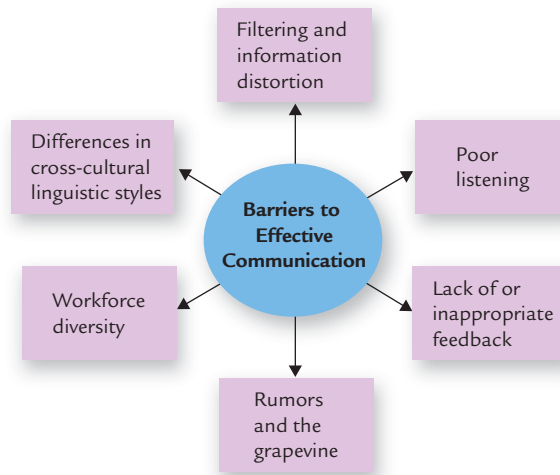 Filtering and
information
distortion
Differences in
cross-cultural
linguistic styles
Poor
listening
Barriers to
Effective
Communication
Workforce
diversity
Lack of or
inappropriate
feedback
Rumors
and the
grapevine